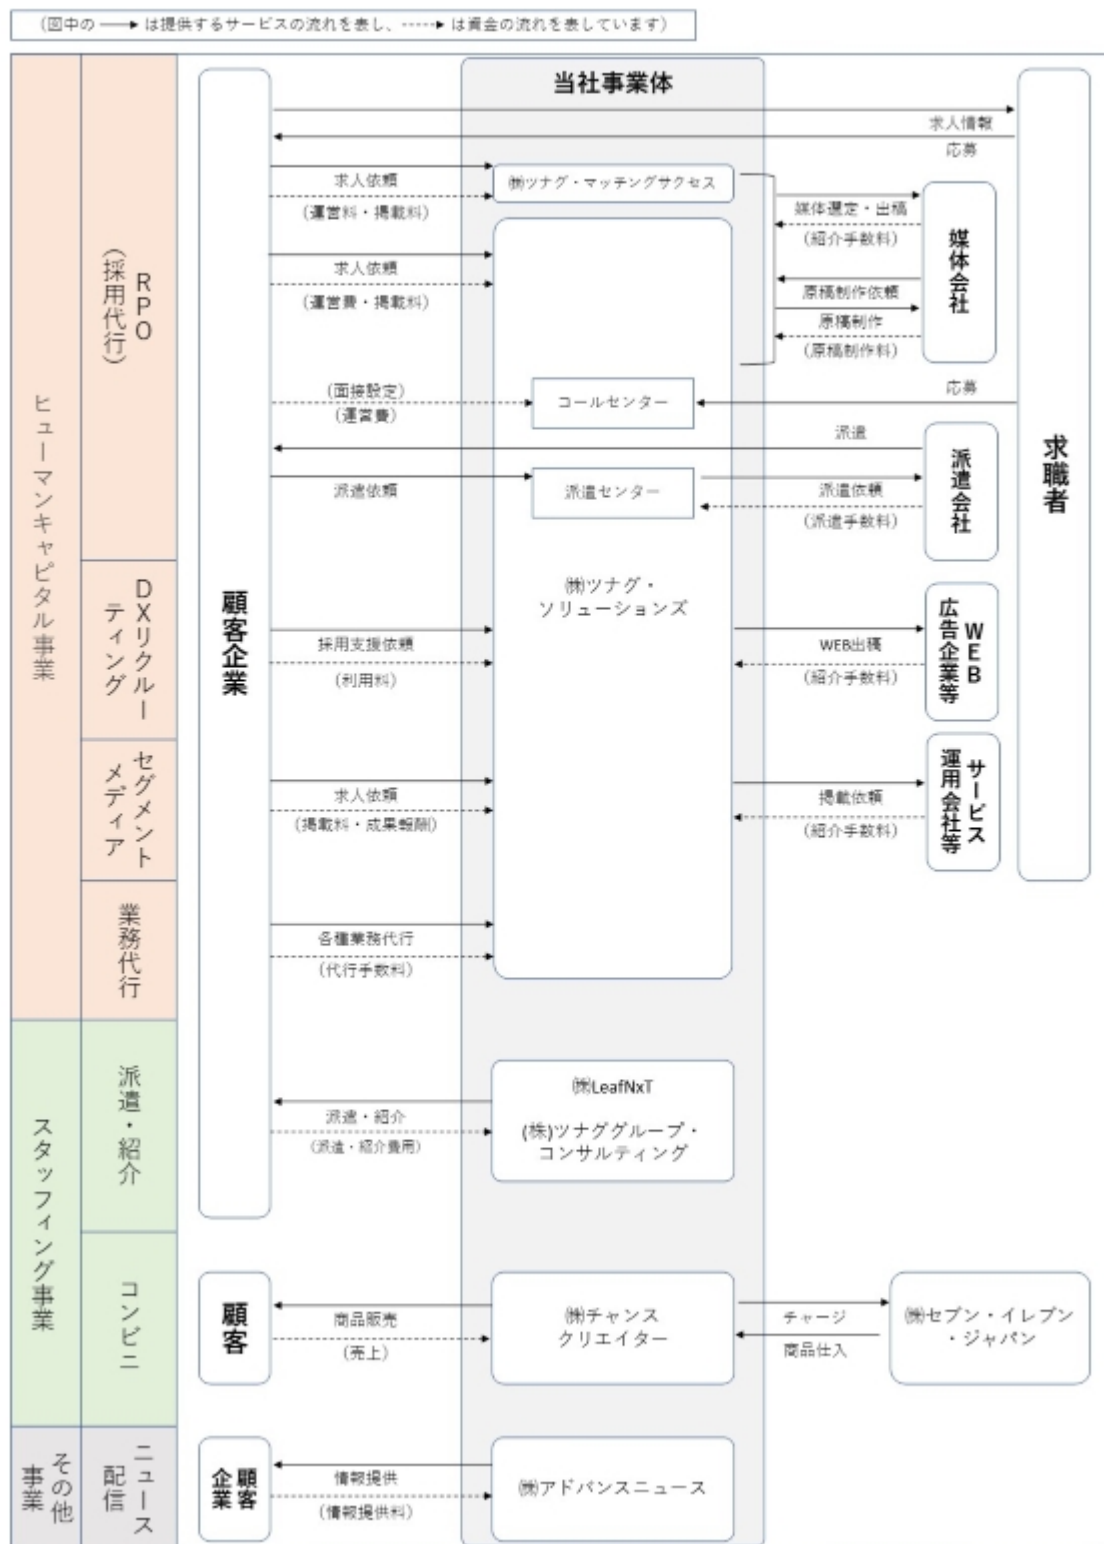 (図中の ──▶ は提供するサービスの流れを表し、-----▶ は資金の流れを表しています)
当社事業体
ヒューマンキャピタル事業
RPO
(採用代行)
顧客企業
求職者
求人情報
応募
求人依頼
(運営料・掲載料)
㈱ツナグ・マッチングサクセス
媒体選定・出稿
(紹介手数料)
媒体会社
求人依頼
(運営費・掲載料)
原稿制作依頼
原稿制作
(原稿制作料)
(面接設定)
(運営費)
コールセンター
応募
派遣
派遣会社
派遣依頼
派遣センター
派遣依頼
(派遣手数料)
㈱ツナグ・
ソリューションズ
DXリクルー
ティング
採用支援依頼
(利用料)
WEB出稿
(紹介手数料)
WEB
広告企業等
セグメント
メディア
求人依頼
(掲載料・成果報酬)
掲載依頼
(紹介手数料)
サービス
運用会社等
業務代行
各種業務代行
(代行手数料)
スタッフィング事業
派遣・紹介
派遣・紹介
(派遣・紹介費用)
㈱LeafNxT
(株)ツナググループ・
コンサルティング
コンビニ
顧客
商品販売
(売上)
㈱チャンス
クリエイター
チャージ
商品仕入
㈱セブン・イレブン
・ジャパン
その他
事業
ニュース
配信
顧客
企業
情報提供
(情報提供料)
㈱アドバンスニュース